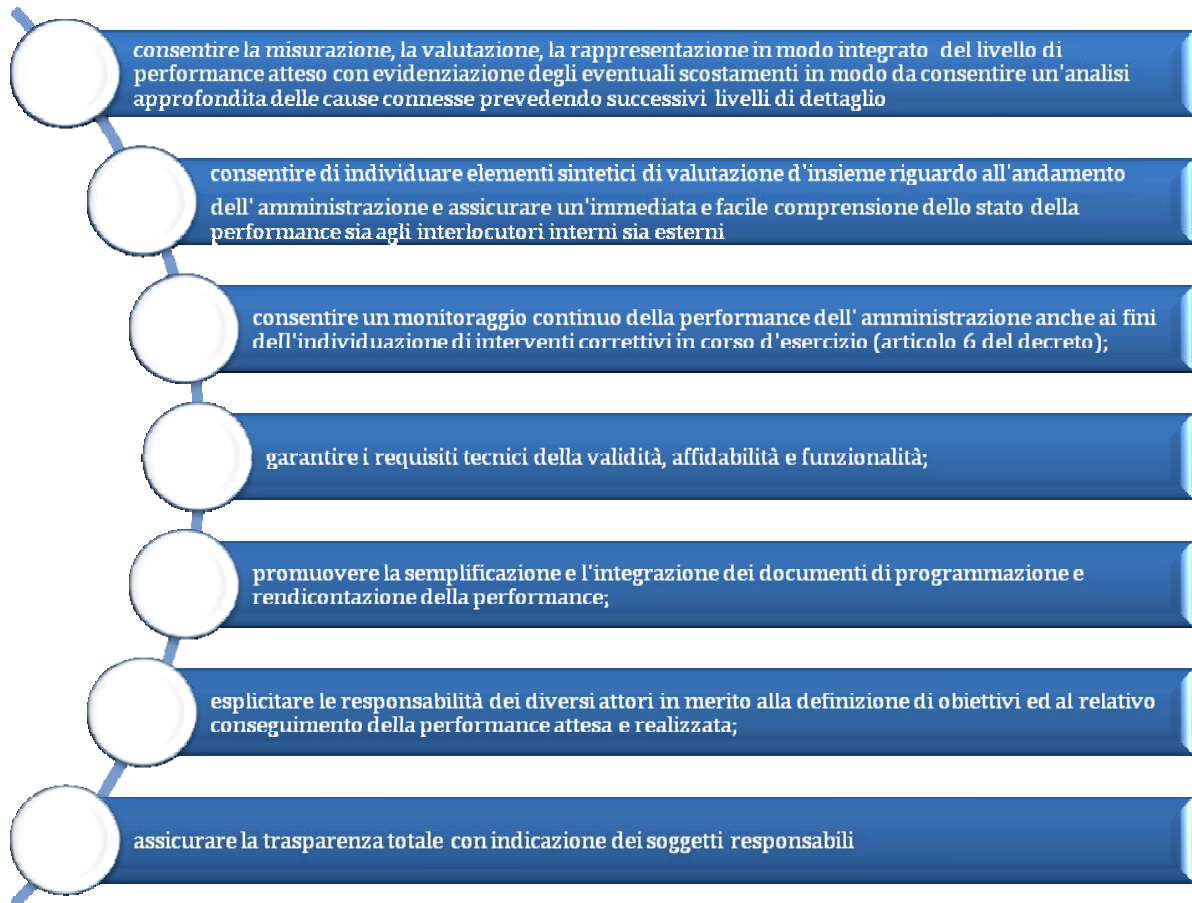 consentire la misurazione, la valutazione, la rappresentazione in modo integrato del livello di
performance atteso con evidenziazione degli eventuali scostamenti in modo da consentire un'analisi
approfondita delle cause connesse prevedendo successivi livelli di dettaglio
consentire di individuare elementi sintetici di valutazione d'insieme riguardo all'andamento
dell' amministrazione e assicurare un'immediata e facile comprensione dello stato della
performance sia agli interlocutori interni sia esterni
consentire un monitoraggio continuo della performance dell' amministrazione anche ai fini
dell'individuazione di interventi correttivi in corso d'esercizio (articolo 6 del decreto);
garantire i requisiti tecnici della validità, affidabilità e funzionalità;
promuovere la semplificazione e l'integrazione dei documenti di programmazione e
rendicontazione della performance;
esplicitare le responsabilità dei diversi attori in merito alla definizione di obiettivi ed al relativo
conseguimento della performance attesa e realizzata;
assicurare la trasparenza totale con indicazione dei soggetti responsabili